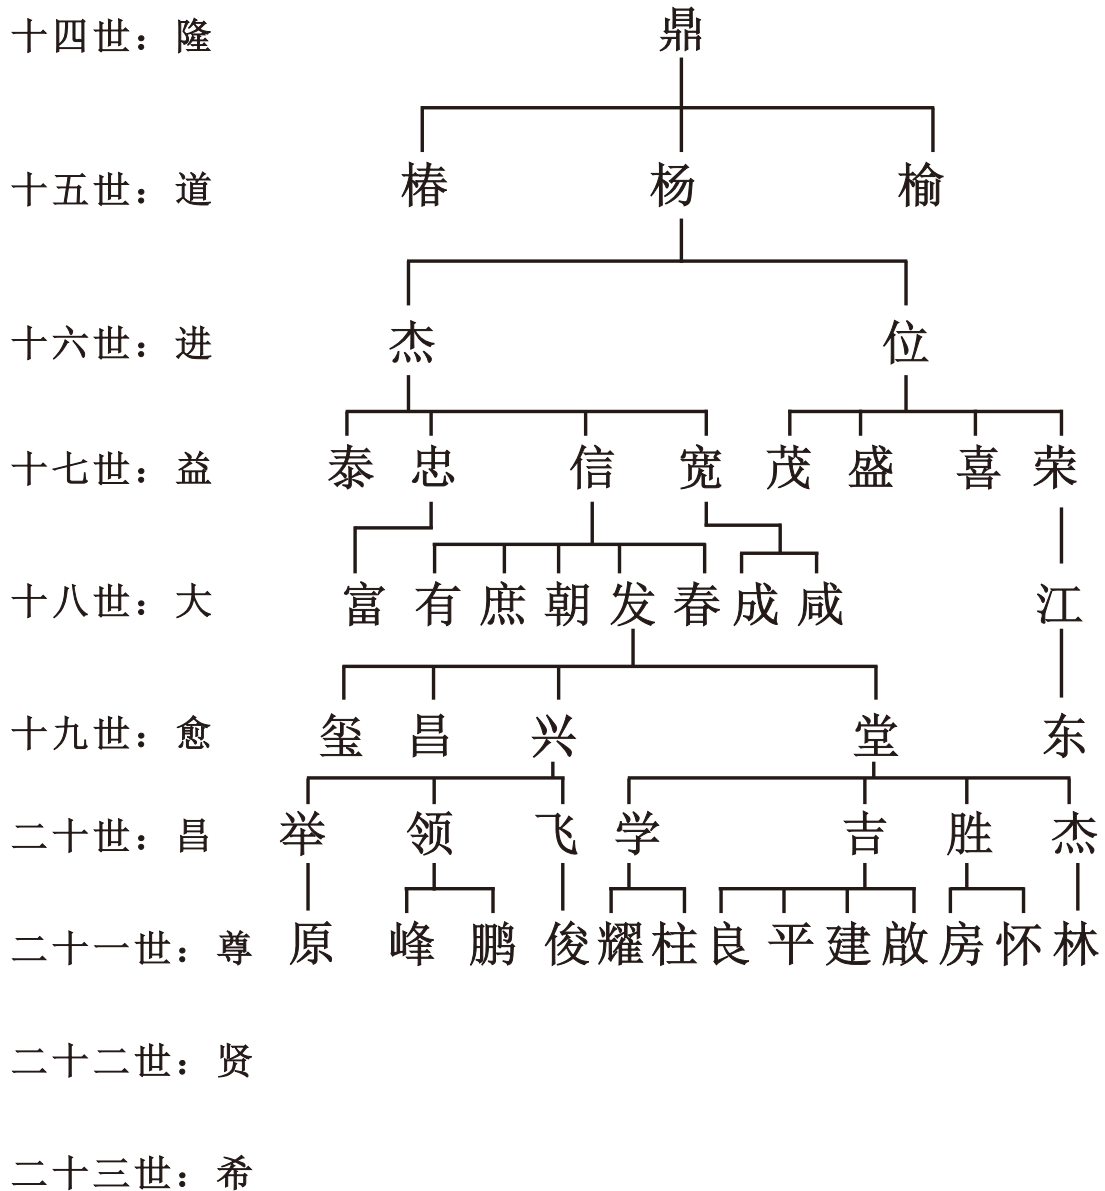 十四世：隆 鼎
十五世：道 椿 杨 榆
十六世：进 杰 位
十七世：益 泰 忠 信 宽 茂 盛 喜 荣
十八世：大 富 有 庶 朝 发 春 成 咸 江
十九世：愈 玺 昌 兴 堂 东
二十世：昌 举 领 飞 学 吉 胜 杰
二十一世：尊 原 峰 鹏 俊 耀 柱 良 平 建 啟 房 怀 林
二十二世：贤
二十三世：希